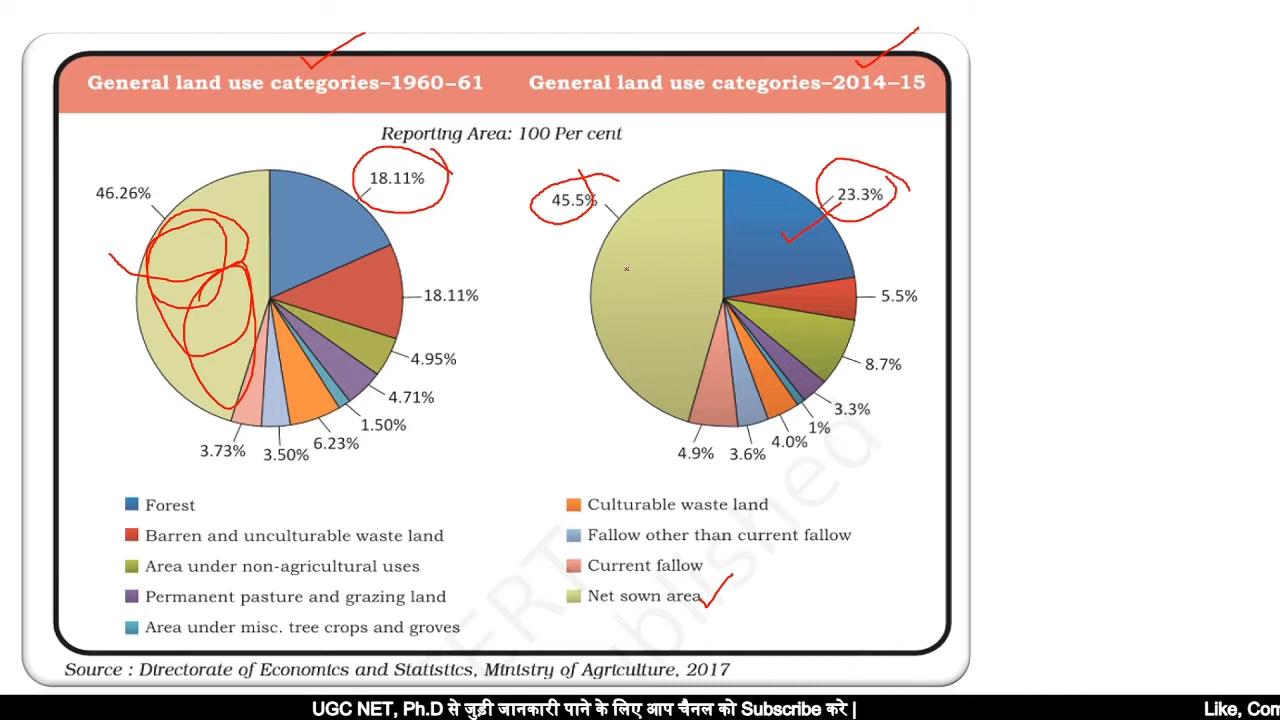 General land use categories–1960–61
General land use categories–2014–15
Reporting Area: 100 Per cent
46.26%
18.11%
18.11%
4.95%
4.71%
1.50%
6.23%
3.50%
3.73%
45.5%
23.3%
5.5%
8.7%
3.3%
1%
4.0%
3.6%
4.9%
Forest
Barren and unculturable waste land
Area under non-agricultural uses
Permanent pasture and grazing land
Area under misc. tree crops and groves
Culturable waste land
Fallow other than current fallow
Current fallow
Net sown area
Source : Directorate of Economics and Statistics, Ministry of Agriculture, 2017
UGC NET, Ph.D से जुड़ी जानकारी पाने के लिए आप चैनल को Subscribe करे |
Like,